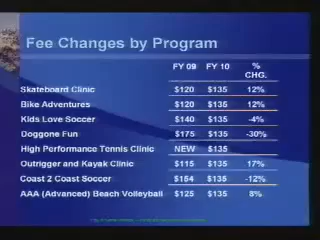 Fee Changes by Program
FY 09 FY 10 % CHG.
Skateboard Clinic $120 $135 12%
Bike Adventures $120 $135 12%
Kids Love Soccer $140 $135 -4%
Doggone Fun $175 $135 -30%
High Performance Tennis Clinic NEW $135
Outrigger and Kayak Clinic $115 $135 17%
Coast 2 Coast Soccer $154 $135 -12%
AAA (Advanced) Beach Volleyball $125 $135 8%